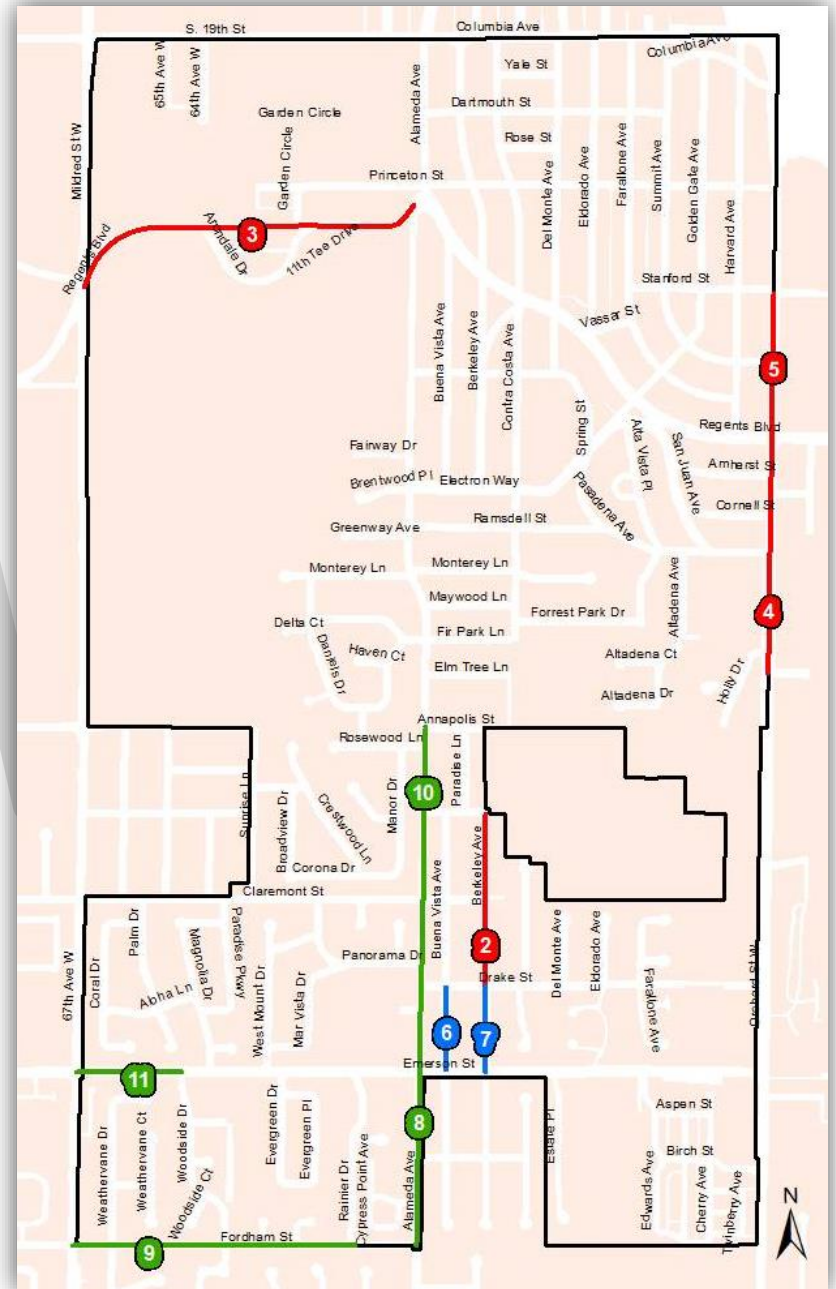 S. 19th St
Columbia Ave
Columbia Ave
65th Ave W
64th Ave W
Yale St
Alameda Ave
Dartmouth St
Garden Circle
Garden Circle
Rose St
Mildred St W
Princeton St
Del Monte Ave
Eldorado Ave
Farallone Ave
Summit Ave
Golden Gate Ave
Harvard Ave
3
Arondale Dr
11th Tee Drive
Regents Blvd
Stanford St
Vassar St
Buena Vista Ave
Berkeley Ave
Contra Costa Ave
5
Spring St
Alta Vista Pl
San Juan Ave
Regents Blvd
Fairway Dr
Amherst St
Brentwood Pl
Electron Way
Pasadena Ave
Cornell St
Greenway Ave
Ramsdell St
Monterey Ln
Monterey Ln
Altadena Ave
Maywood Ln
Forrest Park Dr
4
Delta Ct
Fir Park Ln
Daniels Dr
Haven Ct
Elm Tree Ln
Altadena Ct
Holly Dr
Altadena Dr
Annapolis St
Rosewood Ln
Paradise Ln
10
Manor Dr
Sunrise Ln
Broadview Dr
Crestwood Ln
Corona Dr
Berkeley Ave
Buena Vista Ave
Claremont St
Palm Dr
Paradise Pkwy
Magnolia Dr
Coral Dr
67th Ave W
Panorama Dr
2
Del Monte Ave
Eldorado Ave
Orchard St W
Drake St
Farallone Ave
Aloha Ln
West Mount Dr
Mar Vista Dr
6
7
Emerson St
11
Aspen St
8
Evergreen Dr
Evergreen Pl
Weathervane Dr
Weathervane Ct
Woodside Dr
Woodside Ct
Rainier Dr
Cypress Point Ave
Alameda Ave
Estate Pl
Birch St
Edwards Ave
Cherry Ave
Twinberry Ave
Fordham St
9
N